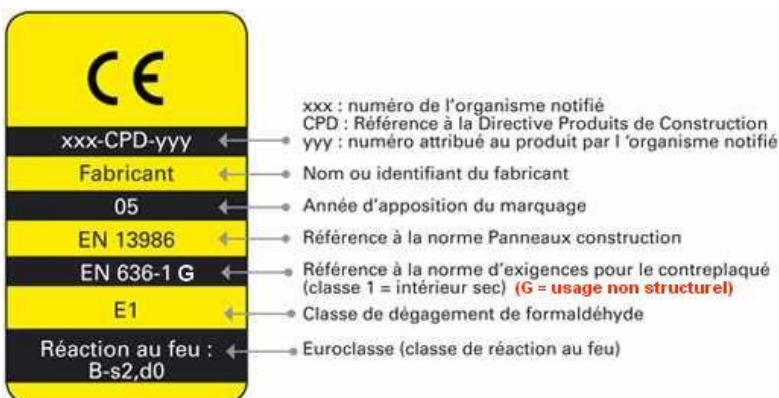 CE
xxx : numéro de l'organisme notifié
CPD : Référence à la Directive Produits de Construction
xxx-CPD-yyy
yyy : numéro attribué au produit par l 'organisme notifié
Fabricant
Nom ou identifiant du fabricant
05
Année d'apposition du marquage
EN 13986
Référence à la norme Panneaux construction
EN 636-1 G
Référence à la norme d'exigences pour le contreplaqué
(classe 1 = intérieur sec) (G = usage non structurel)
E1
Classe de dégagement de formaldéhyde
Réaction au feu :
B-s2,d0
Euroclasse (classe de réaction au feu)